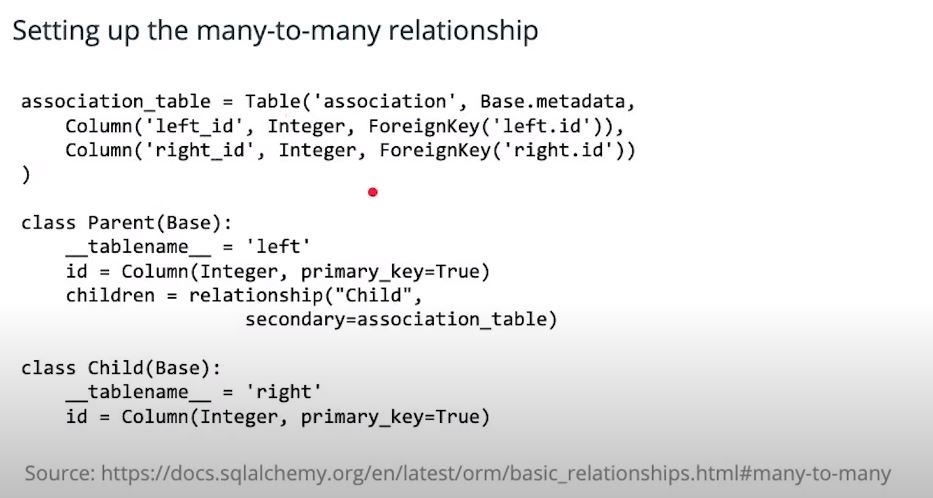 Setting up the many-to-many relationship
association_table = Table('association', Base.metadata,
    Column('left_id', Integer, ForeignKey('left.id')),
    Column('right_id', Integer, ForeignKey('right.id'))
)
class Parent(Base):
    __tablename__ = 'left'
    id = Column(Integer, primary_key=True)
    children = relationship("Child",
                    secondary=association_table)
class Child(Base):
    __tablename__ = 'right'
    id = Column(Integer, primary_key=True)
Source: https://docs.sqlalchemy.org/en/latest/orm/basic_relationships.html#many-to-many